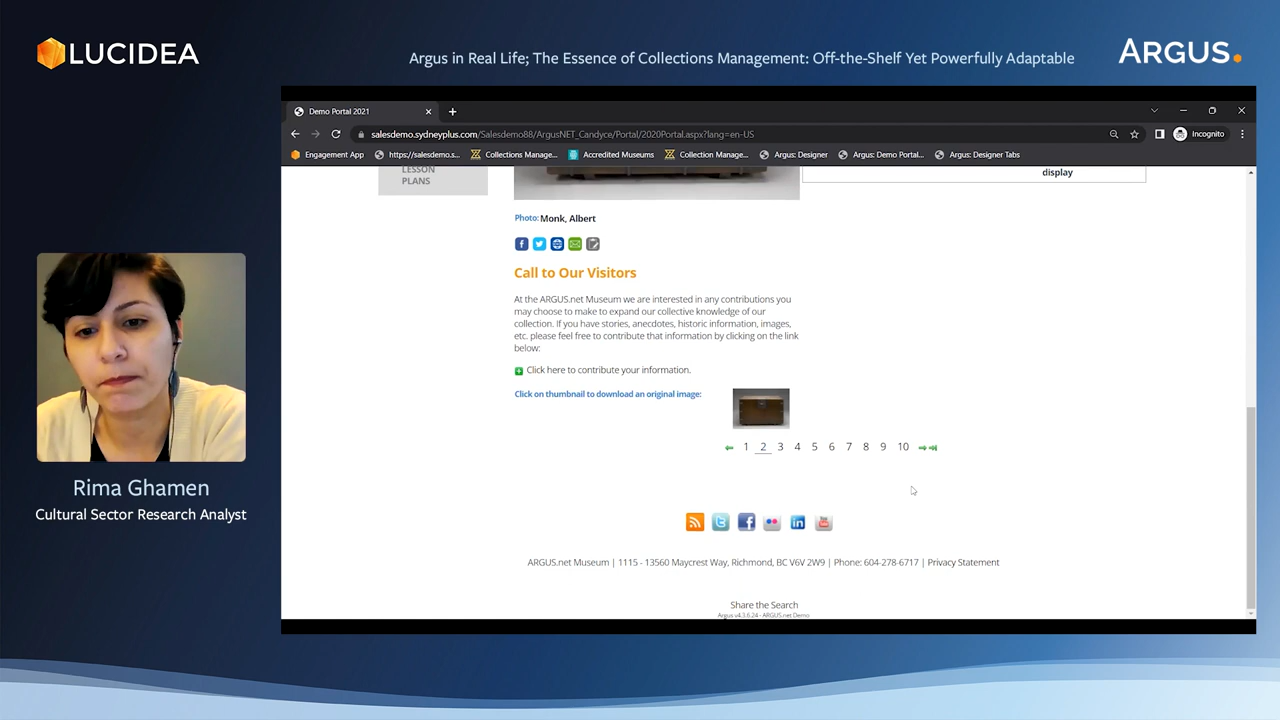 LUCIDEA
Argus in Real Life; The Essence of Collections Management: Off-the-Shelf Yet Powerfully Adaptable
ARGUS.
Demo Portal 2021
salesdemo.sydneyplus.com/Salesdemo88/ArgusNET_Candyce/Portal/2020Portal.aspx?lang=en-US
Incognito
Engagement App
https://salesdemo.s...
Collections Manage...
Accredited Museums
Collection Manage...
Argus: Designer
Argus: Demo Portal...
Argus: Designer Tabs
LESSON
PLANS
display
Photo: Monk, Albert
Call to Our Visitors
At the ARGUS.net Museum we are interested in any contributions you
may choose to make to expand our collective knowledge of our
collection. If you have stories, anecdotes, historic information, images,
etc. please feel free to contribute that information by clicking on the link
below:
Click here to contribute your information.
Click on thumbnail to download an original image:
1 2 3 4 5 6 7 8 9 10
ARGUS.net Museum | 1115 - 13560 Maycrest Way, Richmond, BC V6V 2W9 | Phone: 604-278-6717 | Privacy Statement
Share the Search
Argus v4.3.6.24 - ARGUS.net Demo
Rima Ghamen
Cultural Sector Research Analyst